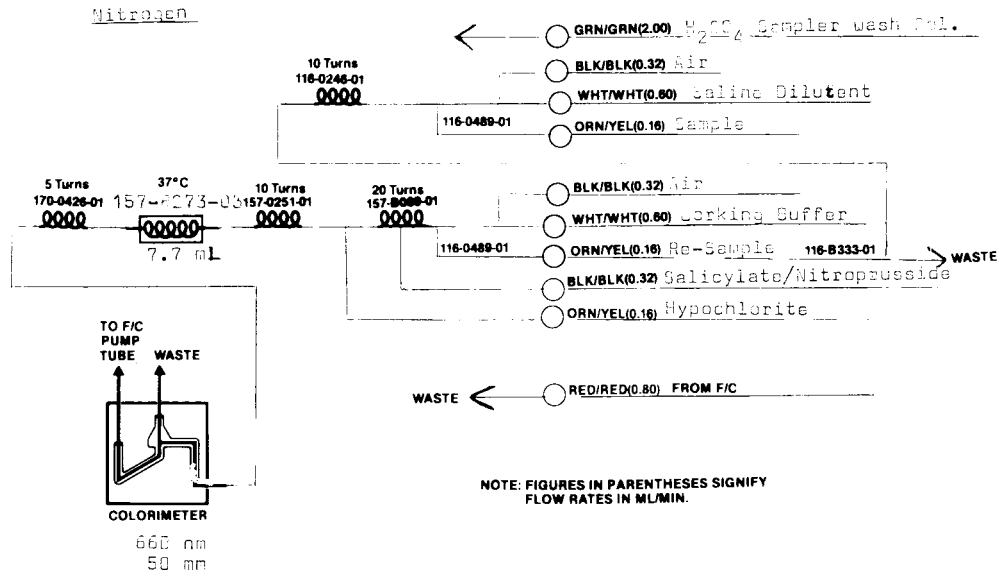 Nitrogen
GRN/GRN(2.00) H2SO4 Sampler wash Sol.
10 Turns
116-0246-01
BLK/BLK(0.32) Air
WHT/WHT(0.60) Saline Dilutent
116-0489-01
ORN/YEL(0.16) Sample
5 Turns
170-0426-01
37°C
157--03
7.7 mL
10 Turns
157-0251-01
20 Turns
157-B089-01
BLK/BLK(0.32) Air
WHT/WHT(0.60) Working Buffer
116-0489-01
ORN/YEL(0.16) Re-Sample
116-B333-01
WASTE
BLK/BLK(0.32) Salicylate/Nitroprusside
ORN/YEL(0.16) Hypochlorite
TO F/C
PUMP
TUBE
WASTE
WASTE
RED/RED(0.80) FROM F/C
COLORIMETER
660 nm
50 mm
NOTE: FIGURES IN PARENTHESES SIGNIFY
FLOW RATES IN ML/MIN.